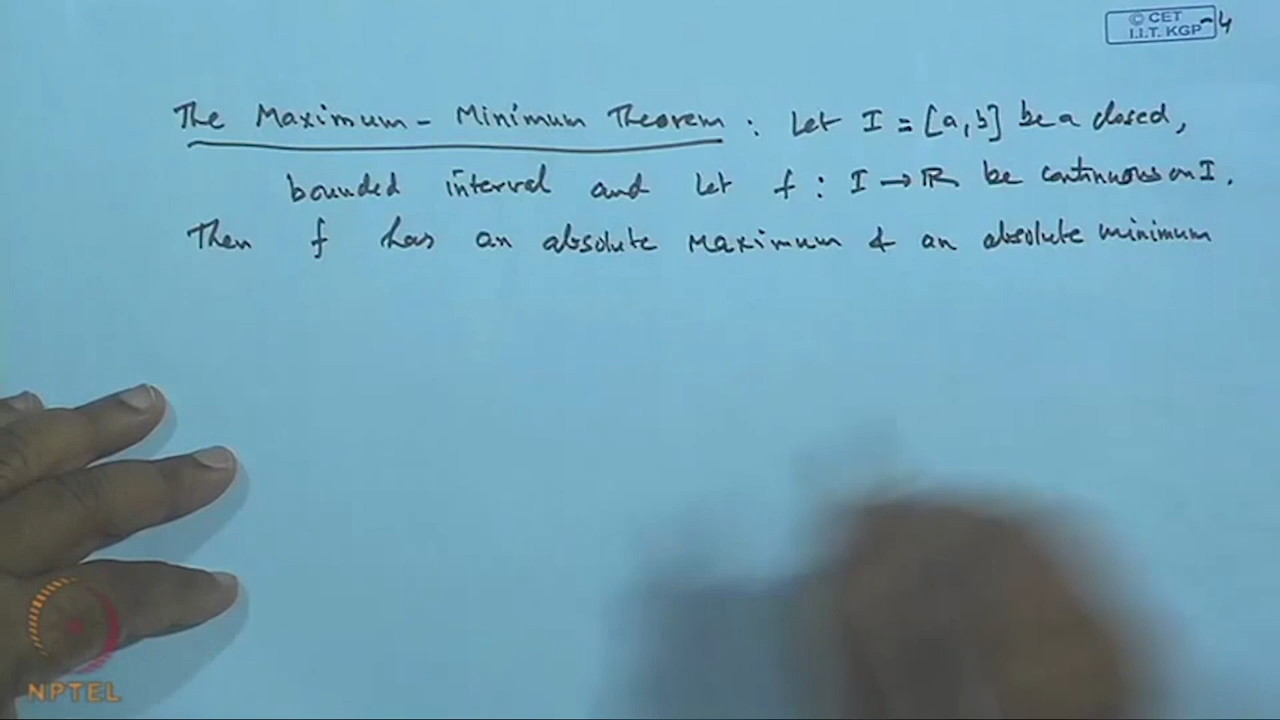 © CET
I.I.T. KGP -4
The Maximum - Minimum Theorem : Let I = [a,b] be a closed,
bounded interval and let f : I → R be continuous on I.
Then f has an absolute maximum & an absolute minimum
NPTEL